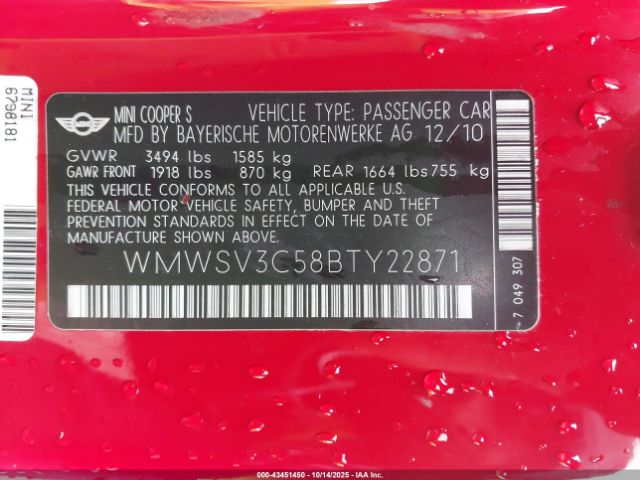 MINI
6798181
MINI COOPER S VEHICLE TYPE: PASSENGER CAR
MFD BY BAYERISCHE MOTORENWERKE AG 12/10
GVWR 3494 lbs 1585 kg
GAWR FRONT 1918 lbs 870 kg REAR 1664 lbs 755 kg
THIS VEHICLE CONFORMS TO ALL APPLICABLE U.S.
FEDERAL MOTOR VEHICLE SAFETY, BUMPER AND THEFT
PREVENTION STANDARDS IN EFFECT ON THE DATE OF
MANUFACTURE SHOWN ABOVE.
WMWSV3C58BTY22871
7 049 307
000-43451450 - 10/14/2025 - IAA INC.